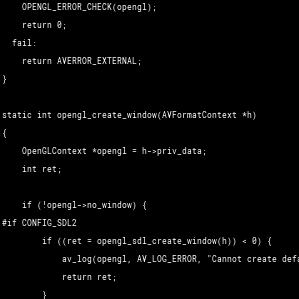 OPENGL_ERROR_CHECK(opengl);
return 0;
fail:
return AVERROR_EXTERNAL;
}
static int opengl_create_window(AVFormatContext *h)
{
OpenGLContext *opengl = h->priv_data;
int ret;
if (!opengl->no_window) {
#if CONFIG_SDL2
if ((ret = opengl_sdl_create_window(h)) < 0) {
av_log(opengl, AV_LOG_ERROR, "Cannot create defa
return ret;
}